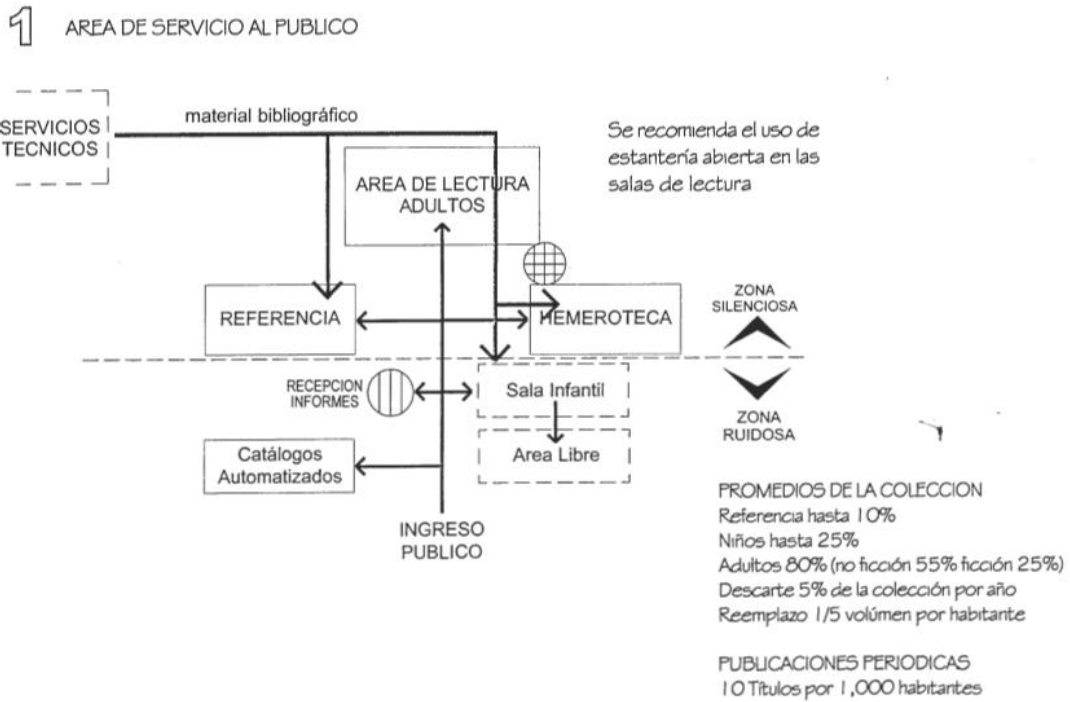 1 AREA DE SERVICIO AL PUBLICO
SERVICIOS
TECNICOS
material bibliográfico
Se recomienda el uso de
estantería abierta en las
salas de lectura
AREA DE LECTURA
ADULTOS
REFERENCIA
HEMEROTECA
ZONA
SILENCIOSA
RECEPCION
INFORMES
Sala Infantil
ZONA
RUIDOSA
Catálogos
Automatizados
Area Libre
INGRESO
PUBLICO
PROMEDIOS DE LA COLECCION
Referencia hasta 10%
Niños hasta 25%
Adultos 80% (no ficción 55% ficción 25%)
Descarte 5% de la colección por año
Reemplazo 1/5 volúmen por habitante
PUBLICACIONES PERIODICAS
10 Títulos por 1,000 habitantes